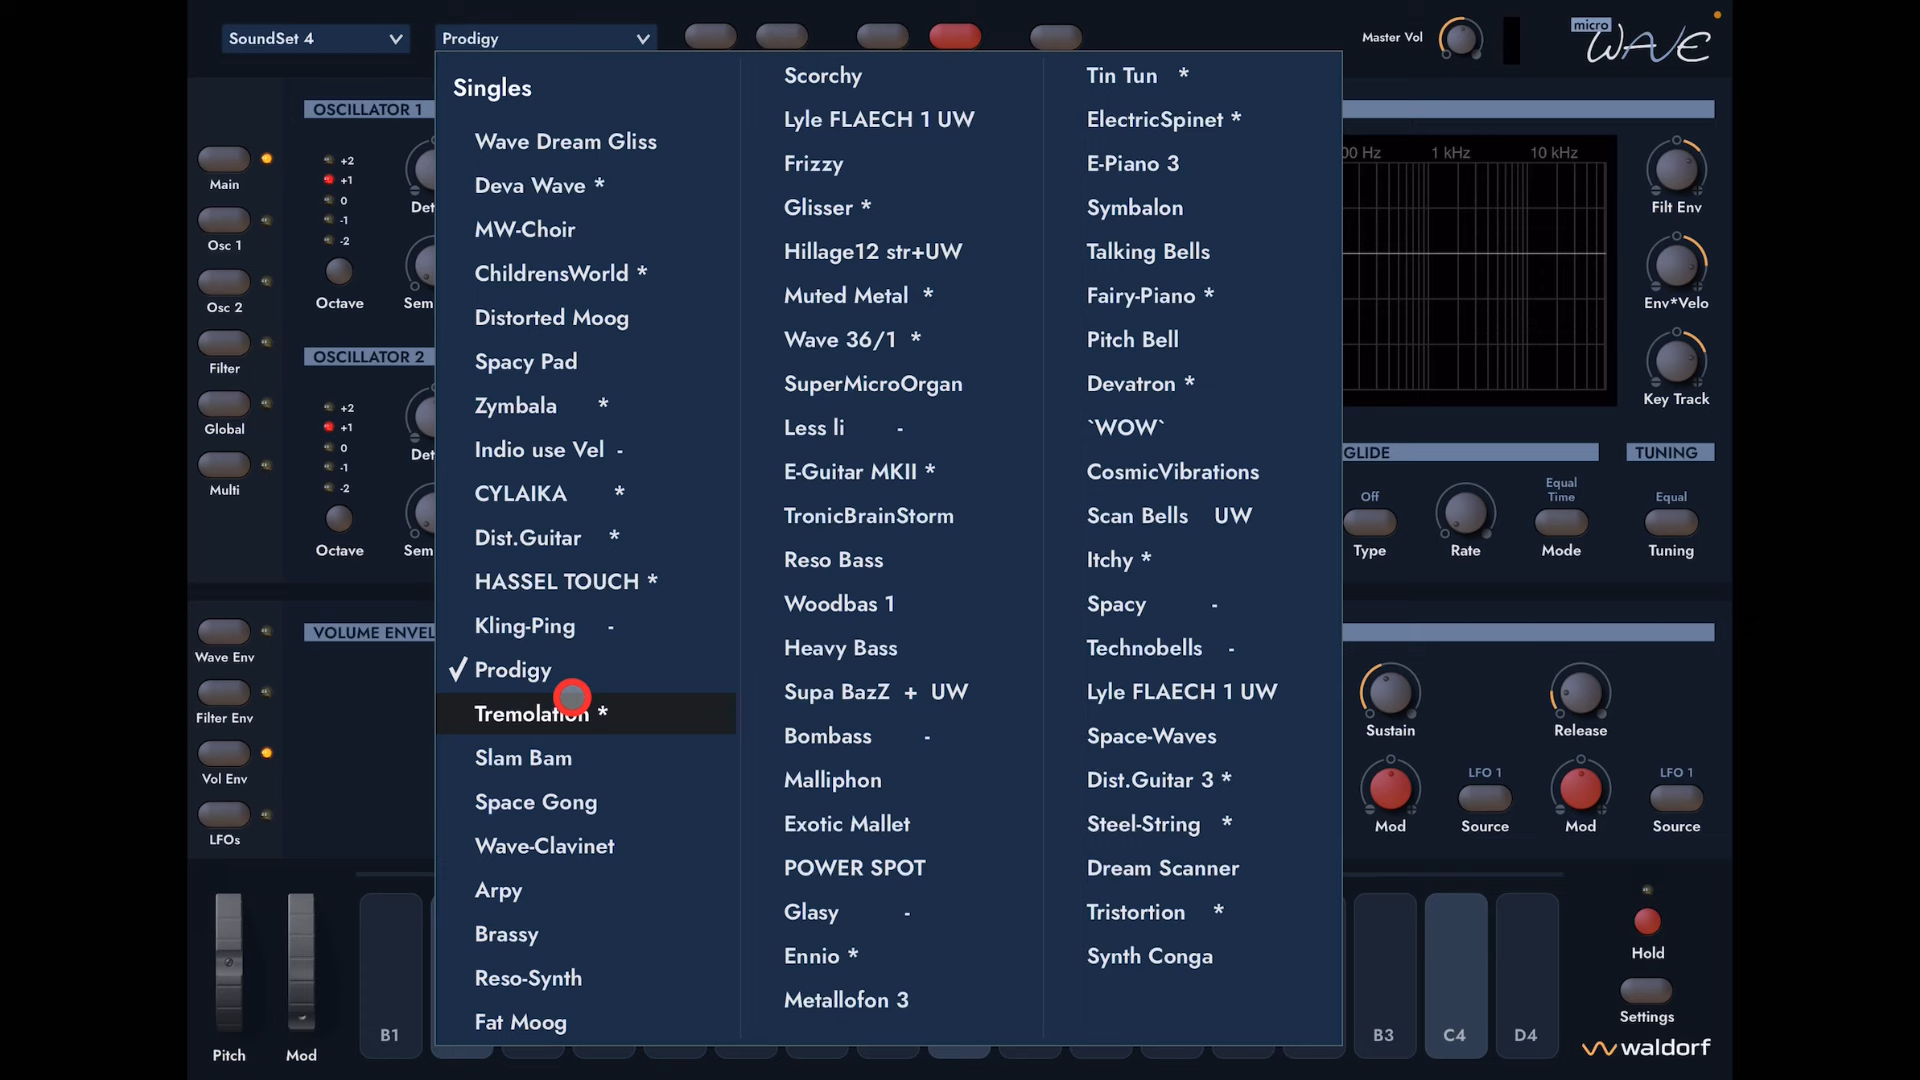 SoundSet 4
Prodigy
Master Vol
micro
WAVE
OSCILLATOR 1
+2
+1
0
-1
-2
Octave
Det
Sem
OSCILLATOR 2
+2
+1
0
-1
-2
Octave
Det
Sem
Main
Osc 1
Osc 2
Filter
Global
Multi
VOLUME ENVEL
Wave Env
Filter Env
Vol Env
LFOs
Singles
Wave Dream Gliss
Deva Wave *
MW-Choir
ChildrensWorld *
Distorted Moog
Spacy Pad
Zymbala *
Indio use Vel -
CYLAIKA *
Dist.Guitar *
HASSEL TOUCH *
Kling-Ping -
Prodigy
Tremolation *
Slam Bam
Space Gong
Wave-Clavinet
Arpy
Brassy
Reso-Synth
Fat Moog
Scorchy
Lyle FLAECH 1 UW
Frizzy
Glisser *
Hillage12 str+UW
Muted Metal *
Wave 36/1 *
SuperMicroOrgan
Less li -
E-Guitar MKII *
TronicBrainStorm
Reso Bass
Woodbas 1
Heavy Bass
Supa BazZ + UW
Bombass -
Malliphon
Exotic Mallet
POWER SPOT
Glasy -
Ennio *
Metallofon 3
Tin Tun *
ElectricSpinet *
E-Piano 3
Symbalon
Talking Bells
Fairy-Piano *
Pitch Bell
Devatron *
`WOW`
CosmicVibrations
Scan Bells UW
Itchy *
Spacy -
Technobells -
Lyle FLAECH 1 UW
Space-Waves
Dist.Guitar 3 *
Steel-String *
Dream Scanner
Tristortion *
Synth Conga
00 Hz 1 kHz 10 kHz
Filt Env
Env*Velo
Key Track
GLIDE
TUNING
Off
Type
Rate
Equal
Time
Mode
Equal
Tuning
Sustain
Release
Mod
LFO 1
Source
Mod
LFO 1
Source
Pitch
Mod
B1
B3
C4
D4
Hold
Settings
waldorf